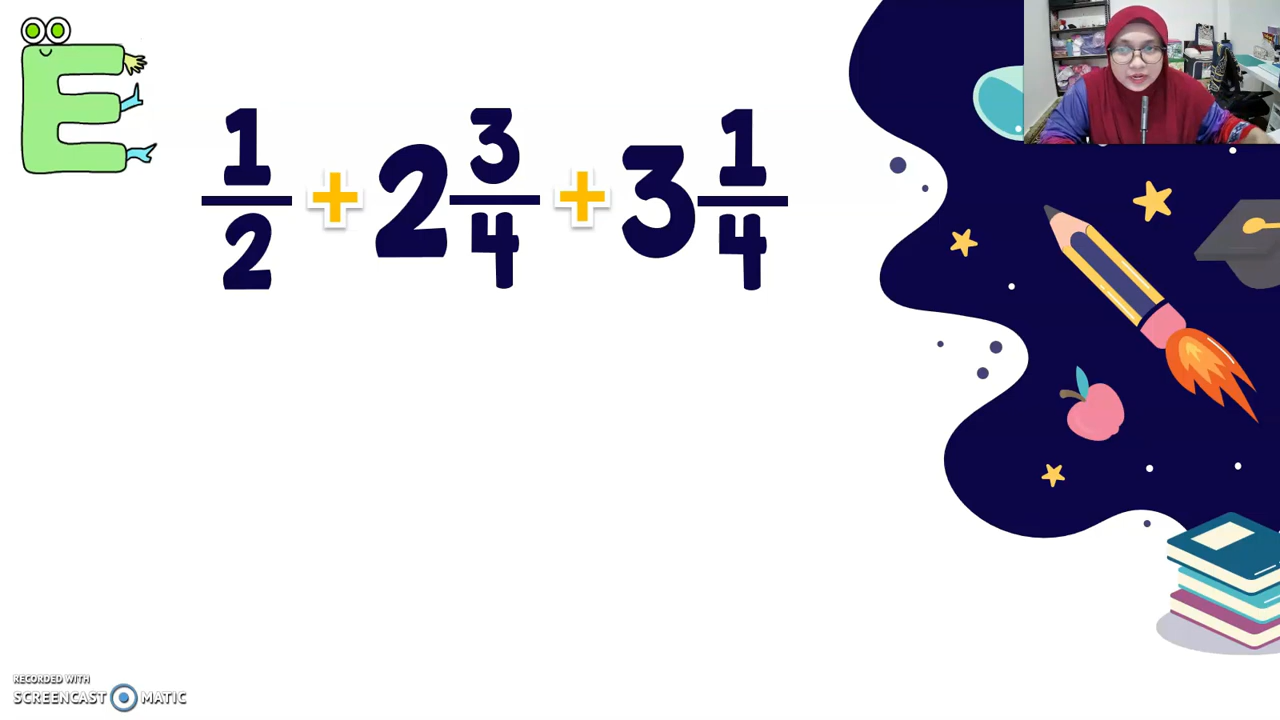 E
1/2 + 2 3/4 + 3 1/4
RECORDED WITH
SCREENCAST MATIC